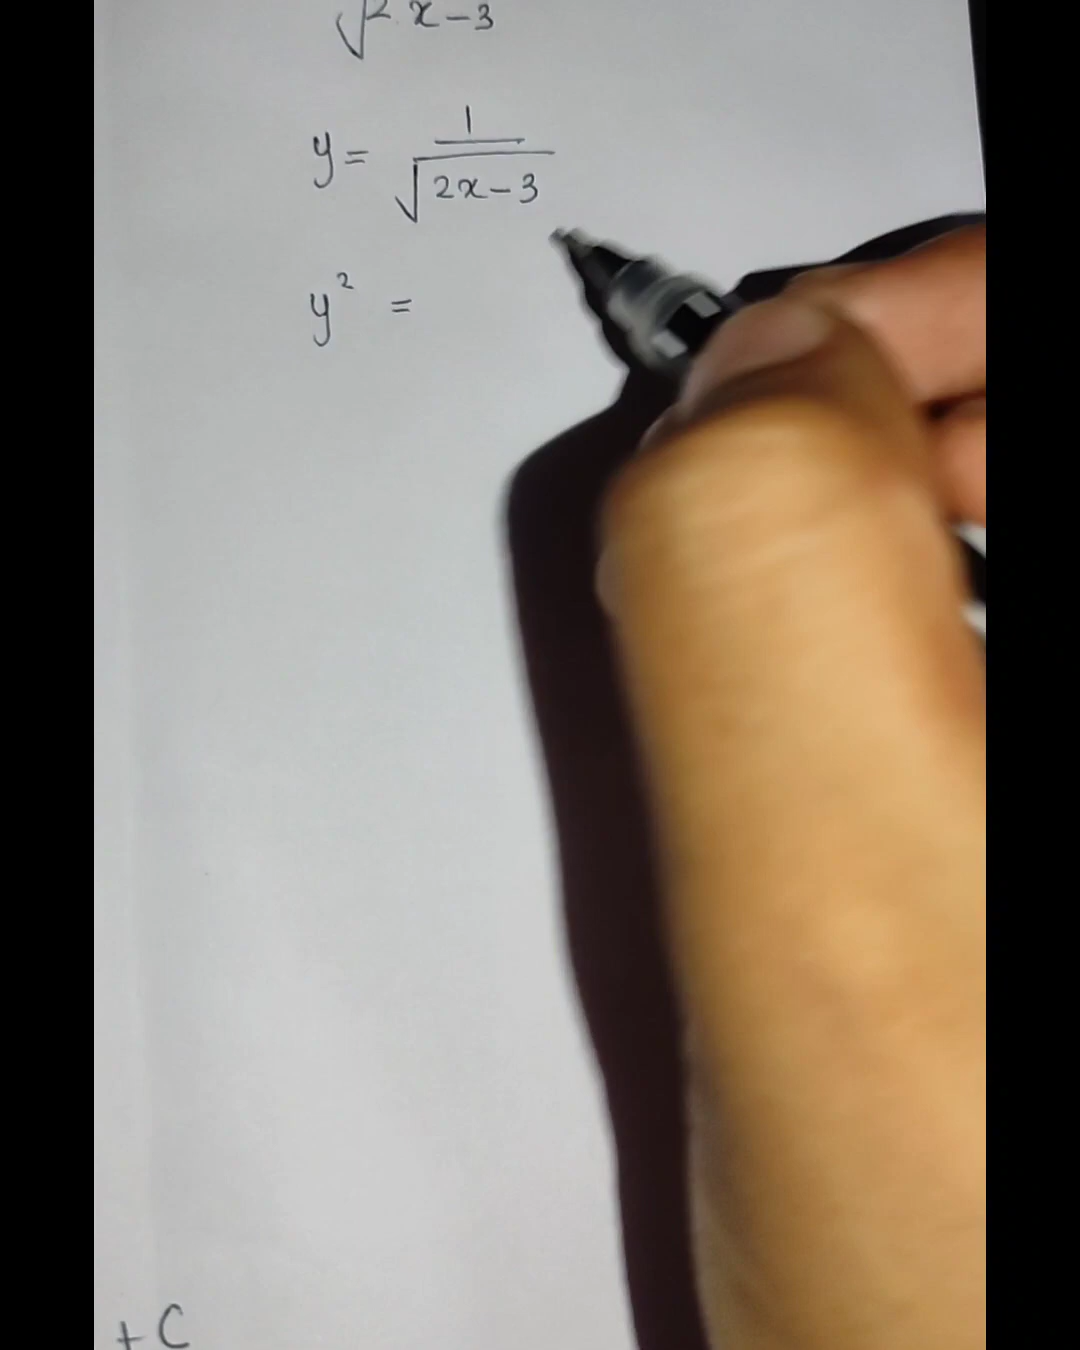 √2x-3
y = 1/√2x-3
y² =
+ C